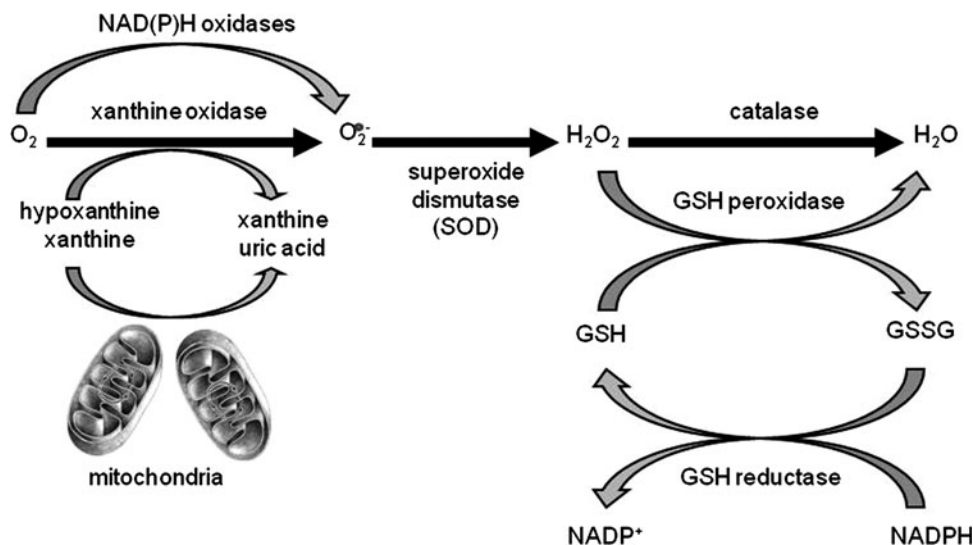 NAD(P)H oxidases
xanthine oxidase
catalase
O₂
O₂•-
H₂O₂
H₂O
superoxide
dismutase
(SOD)
GSH peroxidase
hypoxanthine
xanthine
xanthine
uric acid
GSH
GSSG
mitochondria
GSH reductase
NADP⁺
NADPH